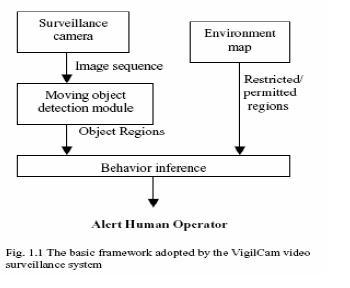 Surveillance
camera
Environment
map
Image sequence
Restricted/
permitted
regions
Moving object
detection module
Object Regions
Behavior inference
Alert Human Operator
Fig. 1.1 The basic framework adopted by the VigilCam video
surveillance system